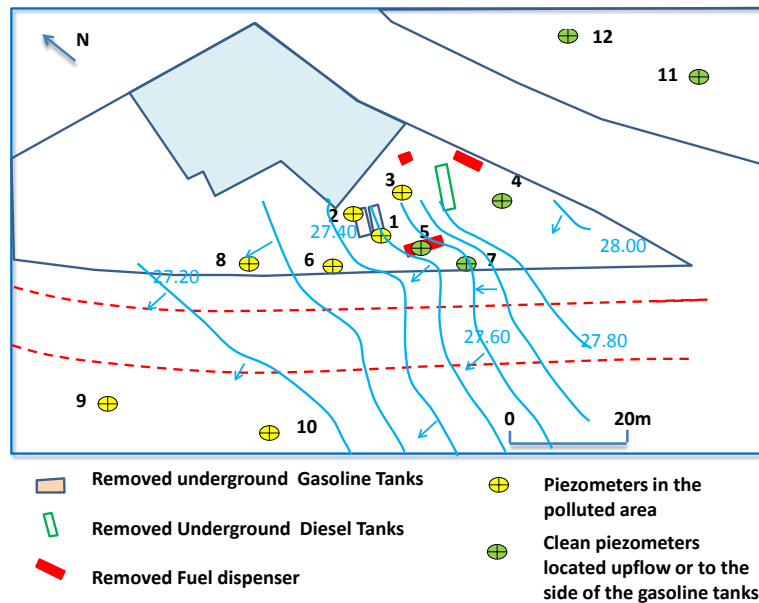 N
12
11
3
4
2
27.40
1
5
28.00
8
6
7
27.20
27.60
27.80
9
10
0
20m
Removed underground Gasoline Tanks
Removed Underground Diesel Tanks
Removed Fuel dispenser
Piezometers in the
polluted area
Clean piezometers
located upflow or to the
side of the gasoline tanks